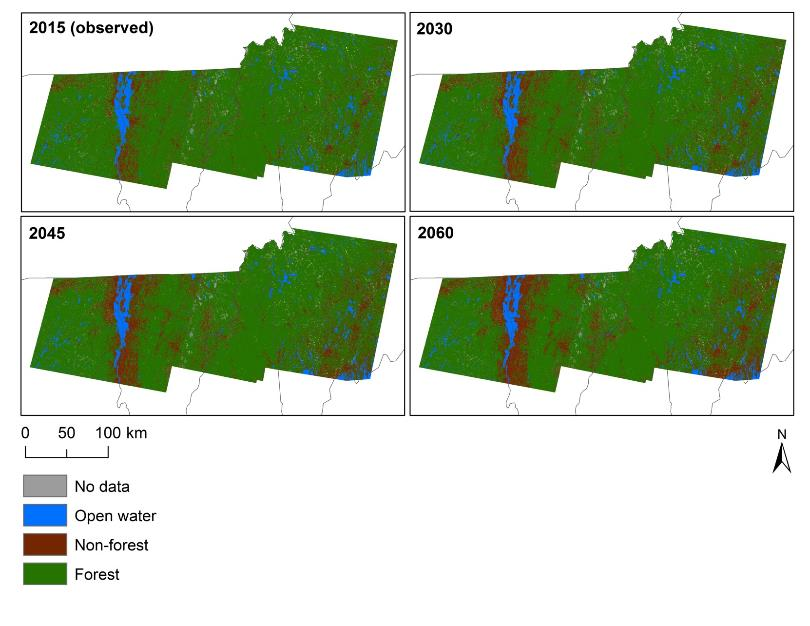 2015 (observed)
2030
2045
2060
0 50 100 km
N
No data
Open water
Non-forest
Forest